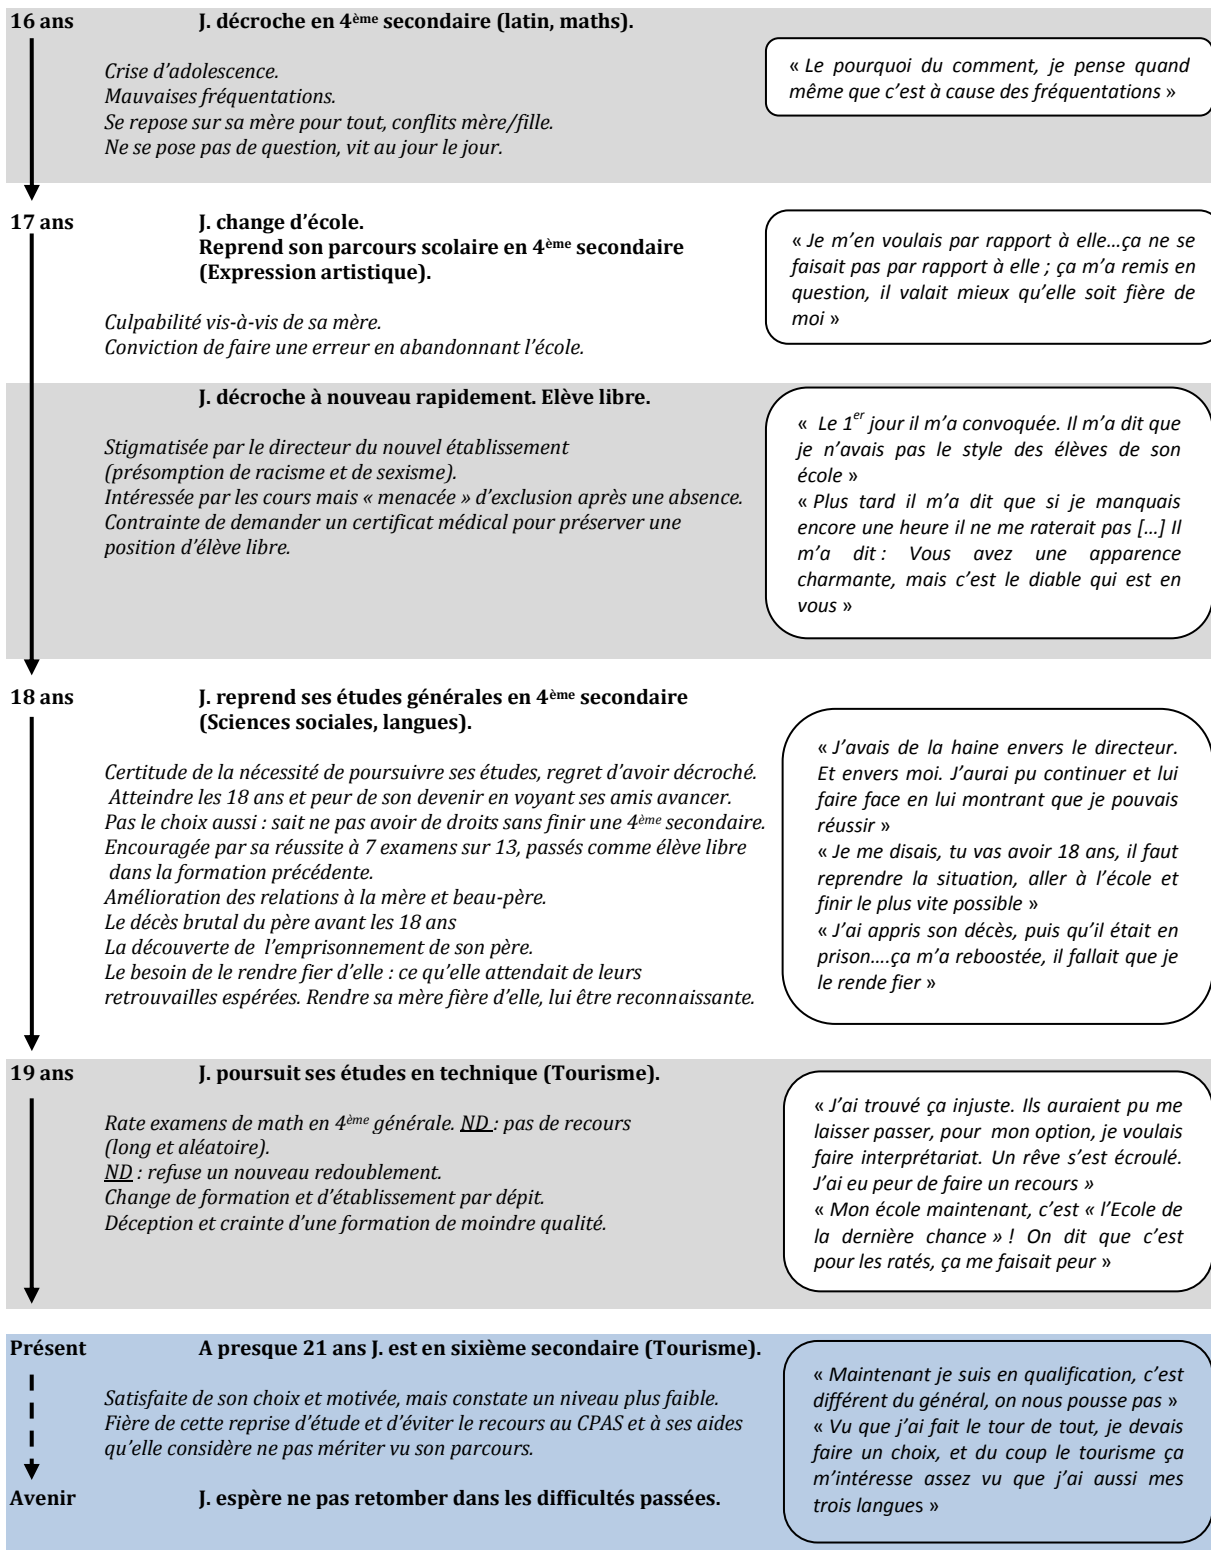 16 ans
J. décroche en 4ème secondaire (latin, maths).
Crise d'adolescence.
Mauvaises fréquentations.
Se repose sur sa mère pour tout, conflits mère/fille.
Ne se pose pas de question, vit au jour le jour.
« Le pourquoi du comment, je pense quand
même que c'est à cause des fréquentations »
17 ans
J. change d'école.
Reprend son parcours scolaire en 4ème secondaire
(Expression artistique).
Culpabilité vis-à-vis de sa mère.
Conviction de faire une erreur en abandonnant l'école.
« Je m'en voulais par rapport à elle…ça ne se
faisait pas par rapport à elle ; ça m'a remis en
question, il valait mieux qu'elle soit fière de
moi »
J. décroche à nouveau rapidement. Elève libre.
Stigmatisée par le directeur du nouvel établissement
(présomption de racisme et de sexisme).
Intéressée par les cours mais « menacée » d'exclusion après une absence.
Contrainte de demander un certificat médical pour préserver une
position d'élève libre.
« Le 1er jour il m'a convoquée. Il m'a dit que
je n'avais pas le style des élèves de son
école »
« Plus tard il m'a dit que si je manquais
encore une heure il ne me raterait pas […] Il
m'a dit : Vous avez une apparence
charmante, mais c'est le diable qui est en
vous »
18 ans
J. reprend ses études générales en 4ème secondaire
(Sciences sociales, langues).
Certitude de la nécessité de poursuivre ses études, regret d'avoir décroché.
Atteindre les 18 ans et peur de son devenir en voyant ses amis avancer.
Pas le choix aussi : sait ne pas avoir de droits sans finir une 4ème secondaire.
Encouragée par sa réussite à 7 examens sur 13, passés comme élève libre
dans la formation précédente.
Amélioration des relations à la mère et beau-père.
Le décès brutal du père avant les 18 ans
La découverte de l'emprisonnement de son père.
Le besoin de le rendre fier d'elle : ce qu'elle attendait de leurs
retrouvailles espérées. Rendre sa mère fière d'elle, lui être reconnaissante.
« J'avais de la haine envers le directeur.
Et envers moi. J'aurai pu continuer et lui
faire face en lui montrant que je pouvais
réussir »
« Je me disais, tu vas avoir 18 ans, il faut
reprendre la situation, aller à l'école et
finir le plus vite possible »
« J'ai appris son décès, puis qu'il était en
prison….ça m'a reboostée, il fallait que je
le rende fier »
19 ans
J. poursuit ses études en technique (Tourisme).
Rate examens de math en 4ème générale. ND : pas de recours
(long et aléatoire).
ND : refuse un nouveau redoublement.
Change de formation et d'établissement par dépit.
Déception et crainte d'une formation de moindre qualité.
« J'ai trouvé ça injuste. Ils auraient pu me
laisser passer, pour mon option, je voulais
faire interprétariat. Un rêve s'est écroulé.
J'ai eu peur de faire un recours »
« Mon école maintenant, c'est « l'Ecole de
la dernière chance » ! On dit que c'est
pour les ratés, ça me faisait peur »
Présent
A presque 21 ans J. est en sixième secondaire (Tourisme).
Satisfaite de son choix et motivée, mais constate un niveau plus faible.
Fière de cette reprise d'étude et d'éviter le recours au CPAS et à ses aides
qu'elle considère ne pas mériter vu son parcours.
« Maintenant je suis en qualification, c'est
différent du général, on nous pousse pas »
« Vu que j'ai fait le tour de tout, je devais
faire un choix, et du coup le tourisme ça
m'intéresse assez vu que j'ai aussi mes
trois langues »
Avenir
J. espère ne pas retomber dans les difficultés passées.